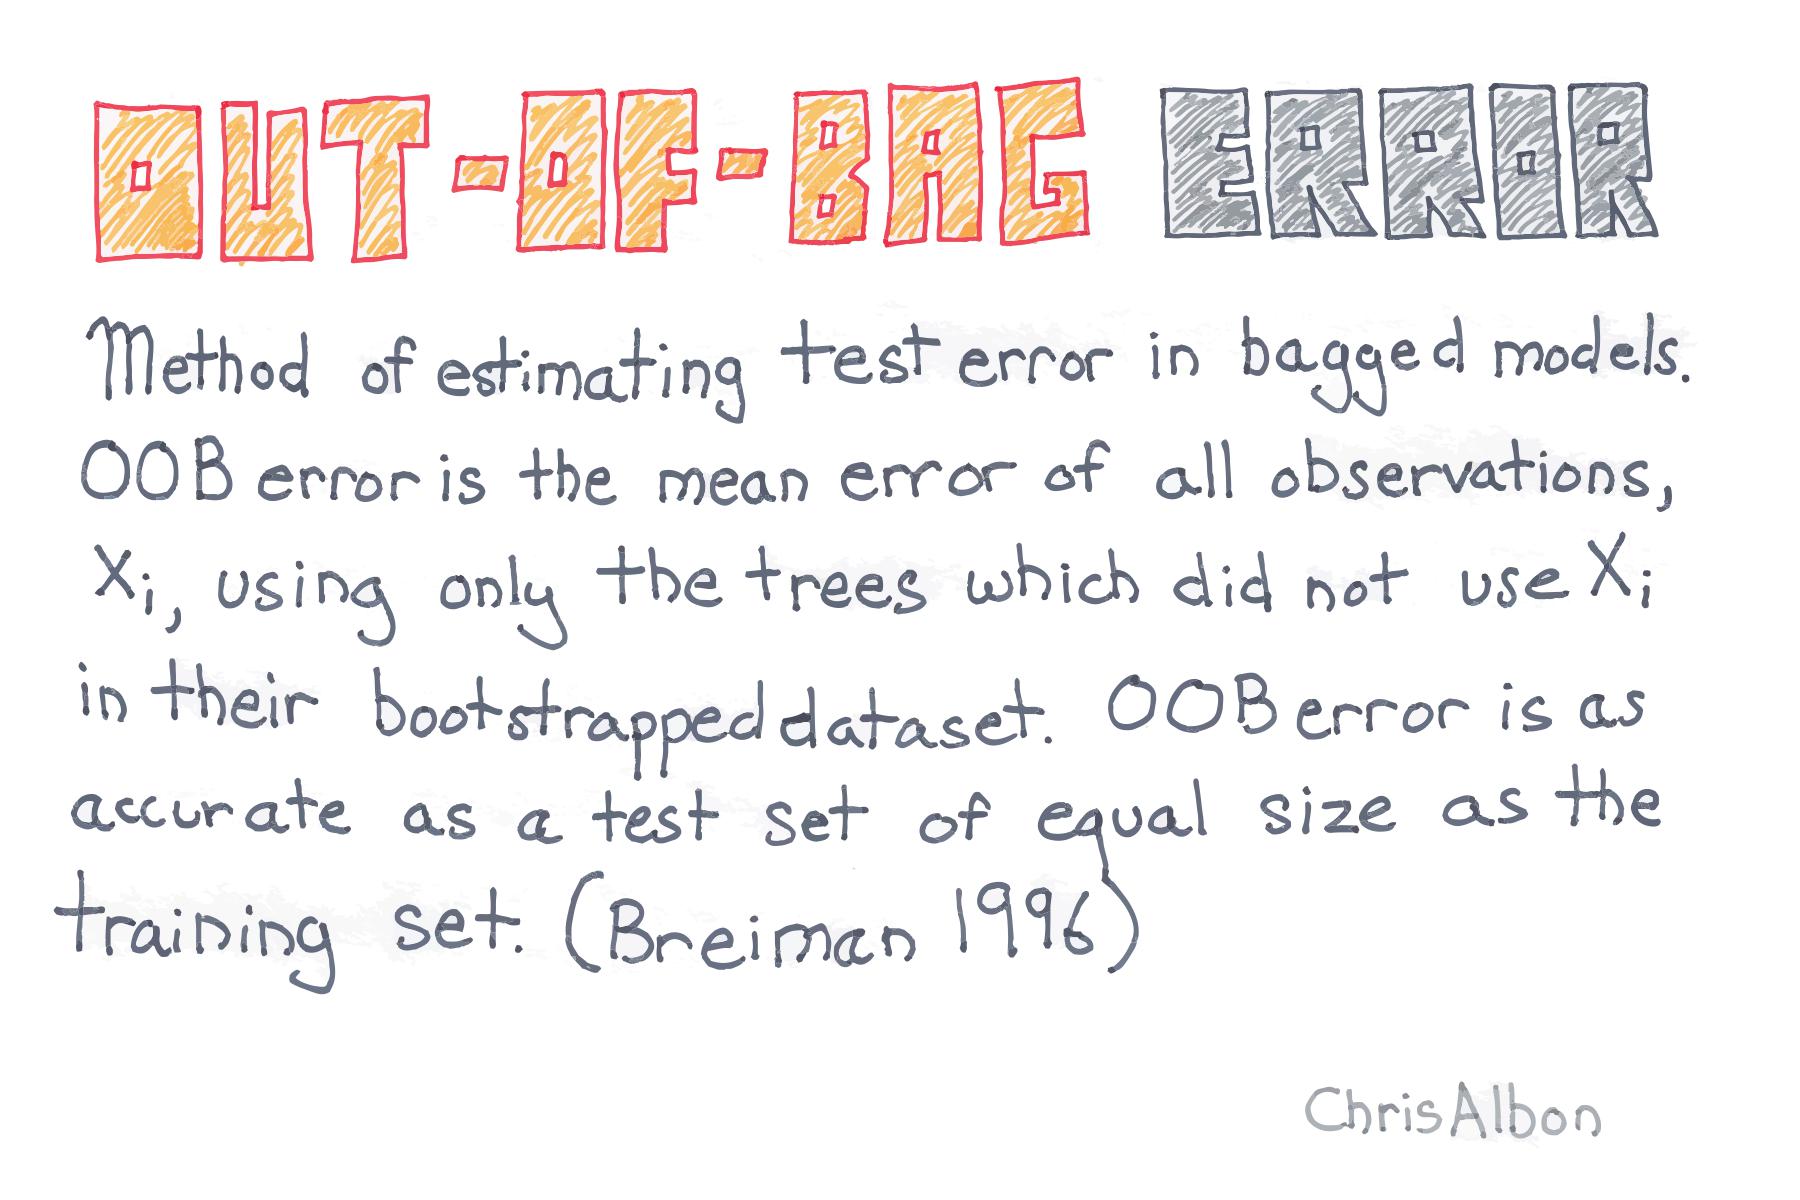 OUT-OF-BAG ERROR
Method of estimating test error in bagged models.
OOB error is the mean error of all observations,
Xi, using only the trees which did not use Xi
in their bootstrapped dataset. OOB error is as
accurate as a test set of equal size as the
training set. (Breiman 1996)
ChrisAlbon